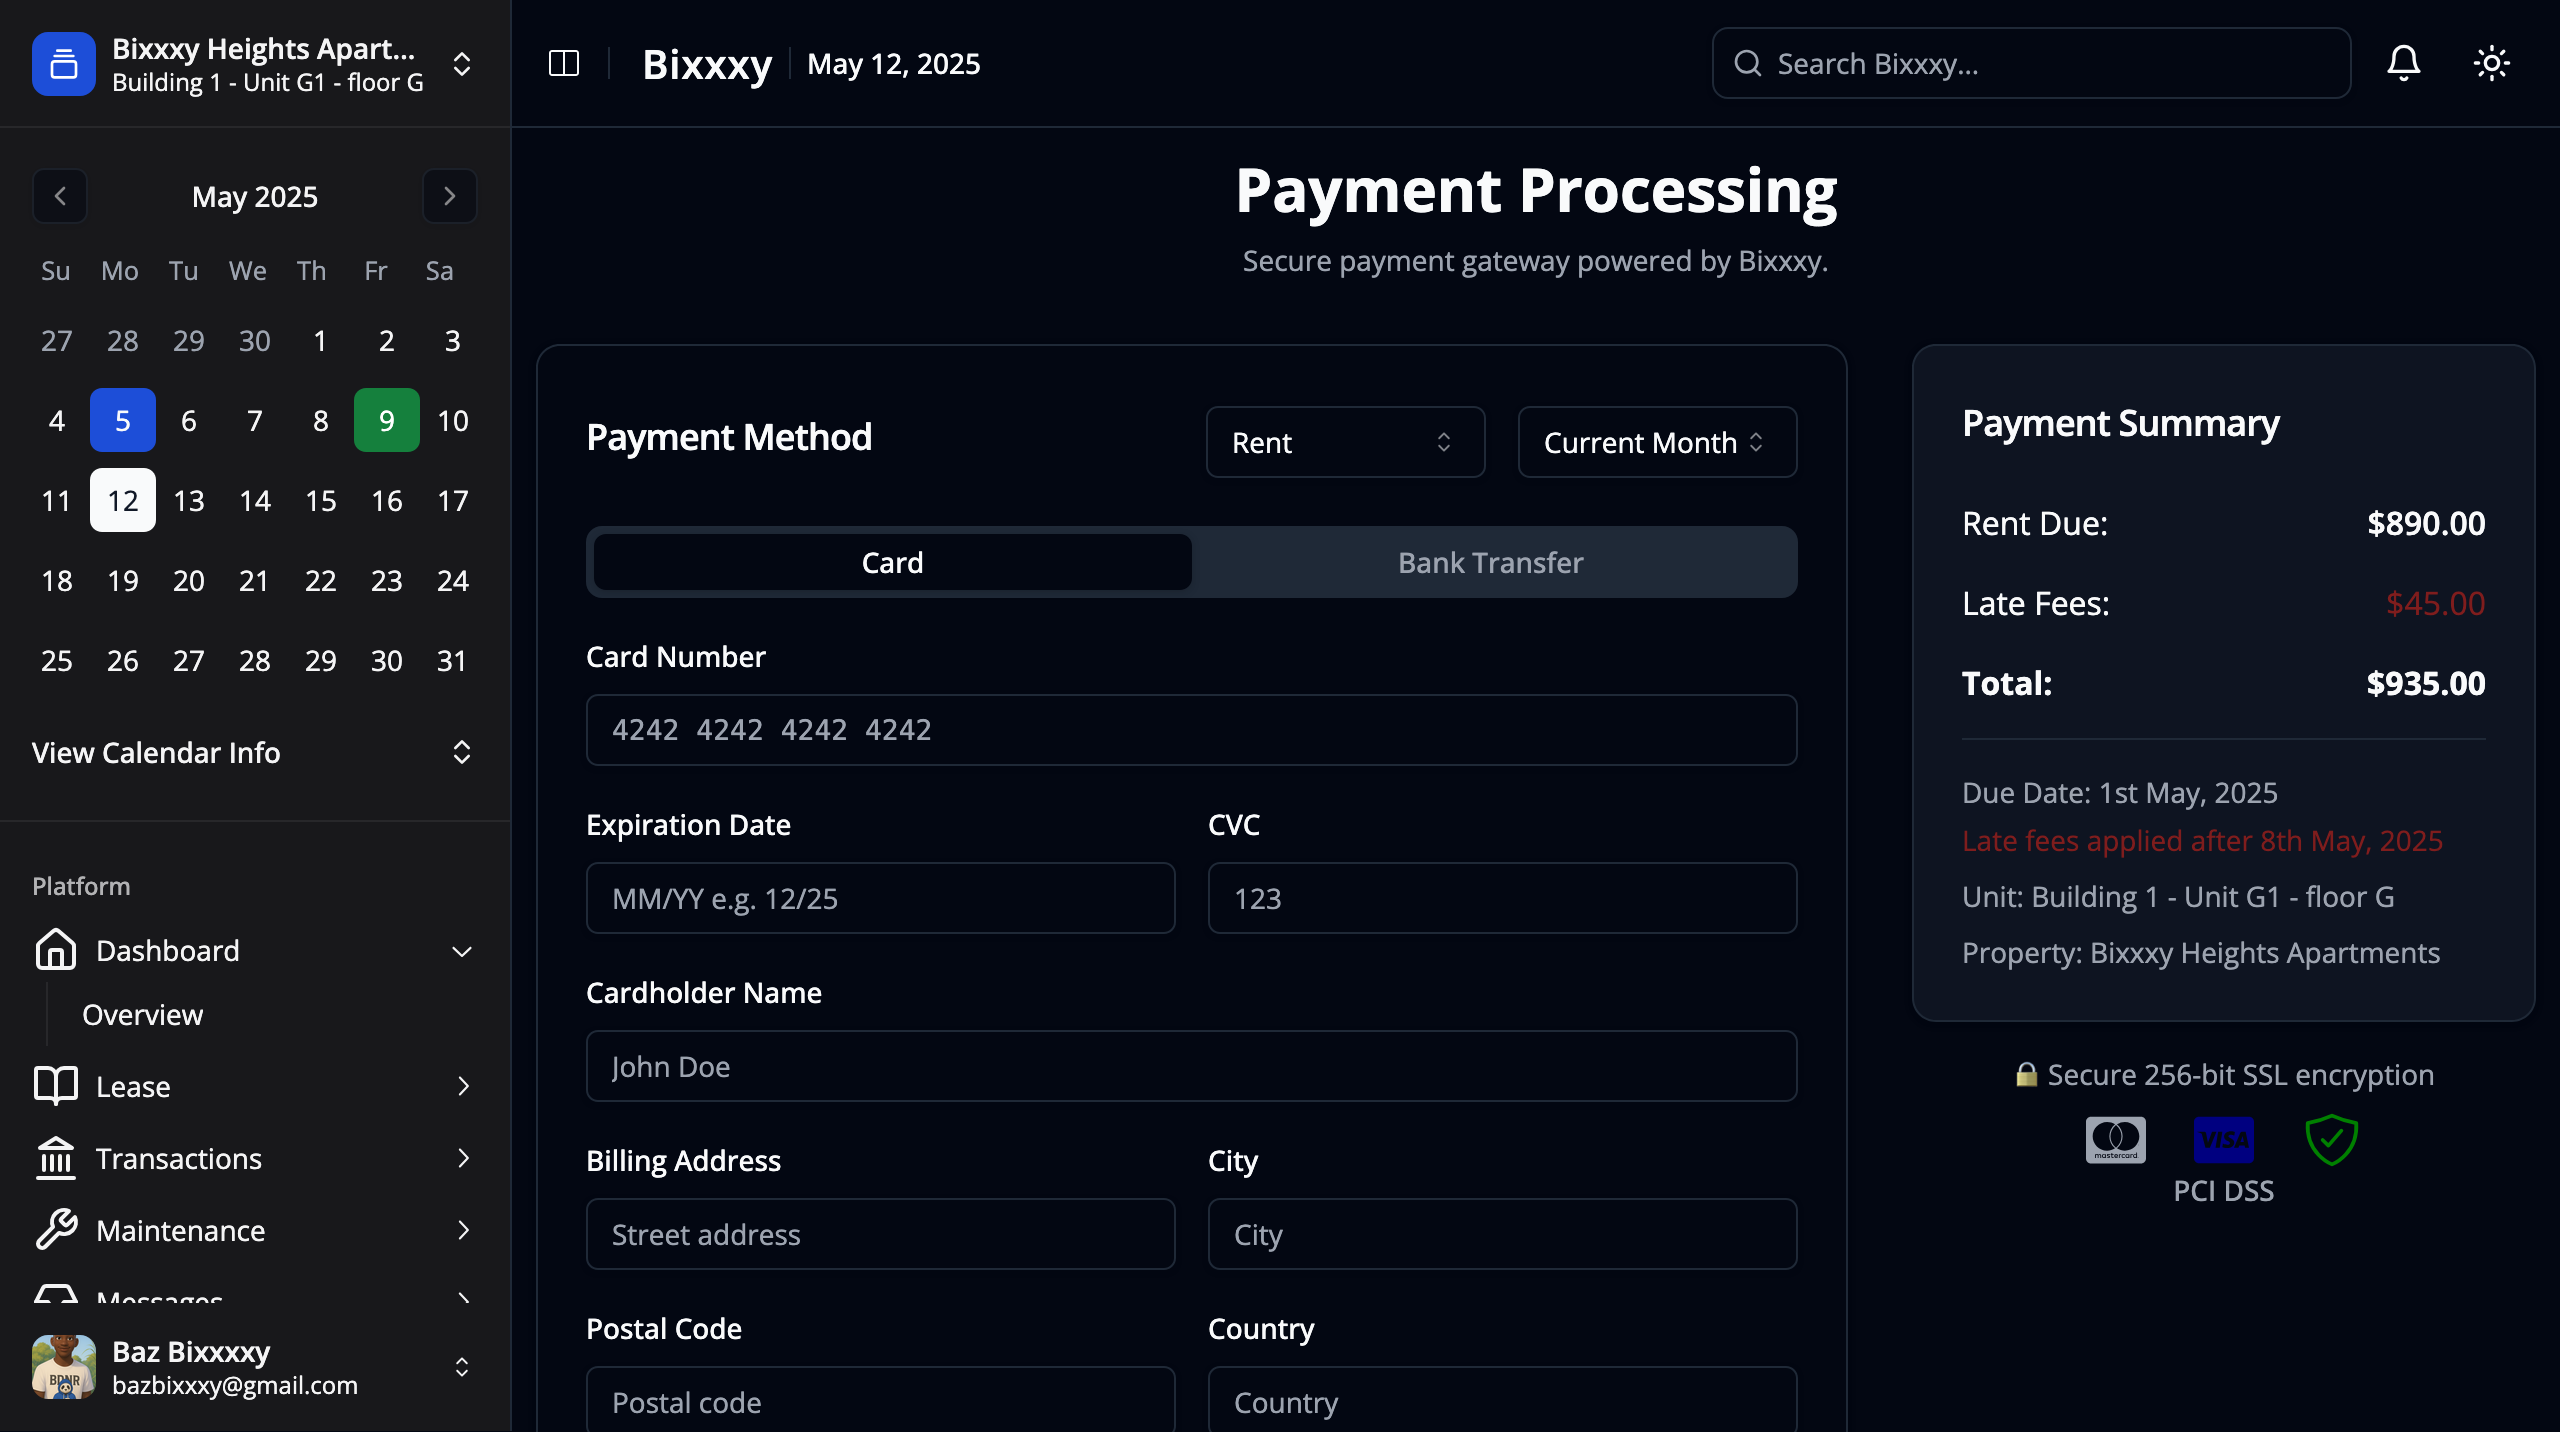 Bixxxy Heights Apart...
Building 1 - Unit G1 - floor G
May 2025
Su Mo Tu We Th Fr Sa
27 28 29 30 1 2 3
4 5 6 7 8 9 10
11 12 13 14 15 16 17
18 19 20 21 22 23 24
25 26 27 28 29 30 31
View Calendar Info
Platform
Dashboard
Overview
Lease
Transactions
Maintenance
Messages
Baz Bixxxxy
bazbixxxy@gmail.com
Bixxxy
May 12, 2025
Search Bixxxy...
Payment Processing
Secure payment gateway powered by Bixxxy.
Payment Method
Rent
Current Month
Card
Bank Transfer
Card Number
4242 4242 4242 4242
Expiration Date
CVC
MM/YY e.g. 12/25
123
Cardholder Name
John Doe
Billing Address
City
Street address
City
Postal Code
Country
Postal code
Country
Payment Summary
Rent Due: $890.00
Late Fees: $45.00
Total: $935.00
Due Date: 1st May, 2025
Late fees applied after 8th May, 2025
Unit: Building 1 - Unit G1 - floor G
Property: Bixxxy Heights Apartments
Secure 256-bit SSL encryption
mastercard
VISA
PCI DSS